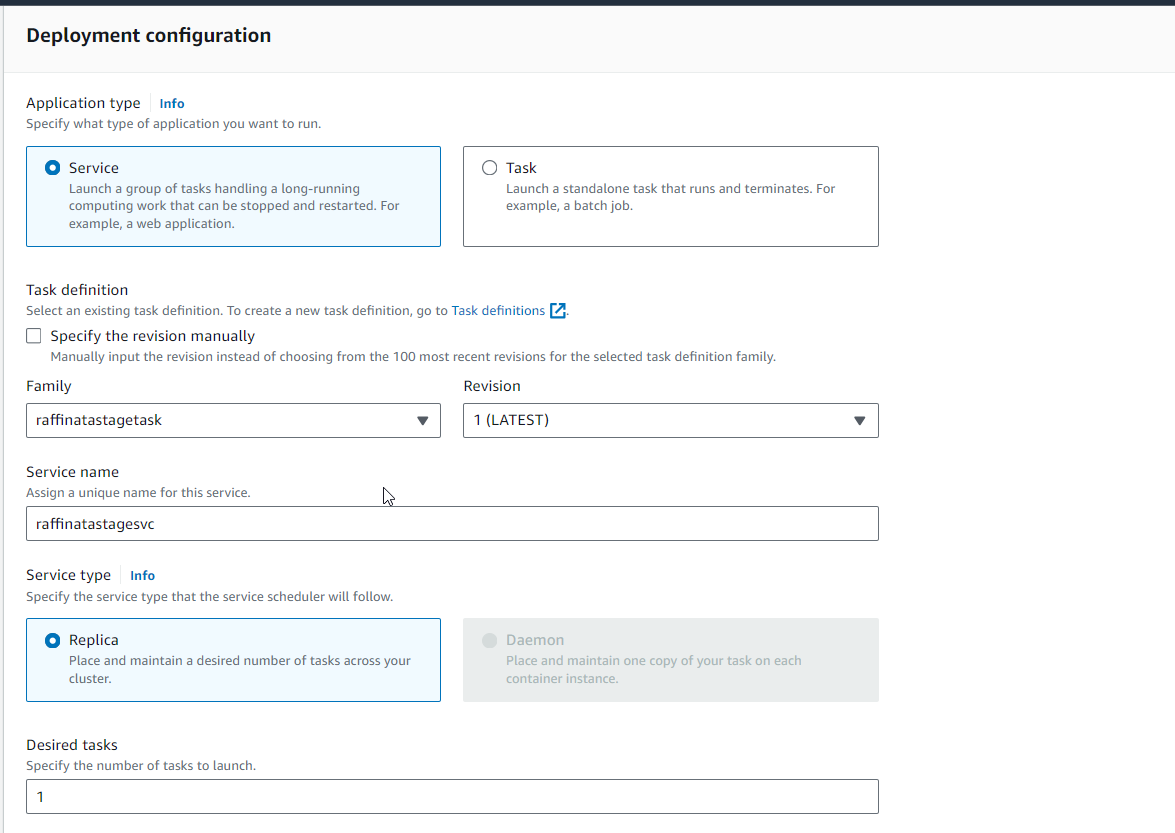 Deployment configuration
Application type Info
Specify what type of application you want to run.
Service
Launch a group of tasks handling a long-running
computing work that can be stopped and restarted. For
example, a web application.
Task
Launch a standalone task that runs and terminates. For
example, a batch job.
Task definition
Select an existing task definition. To create a new task definition, go to Task definitions.
Specify the revision manually
Manually input the revision instead of choosing from the 100 most recent revisions for the selected task definition family.
Family
raffinatastagetask
Revision
1 (LATEST)
Service name
Assign a unique name for this service.
raffinatastagesvc
Service type Info
Specify the service type that the service scheduler will follow.
Replica
Place and maintain a desired number of tasks across your
cluster.
Daemon
Place and maintain one copy of your task on each
container instance.
Desired tasks
Specify the number of tasks to launch.
1